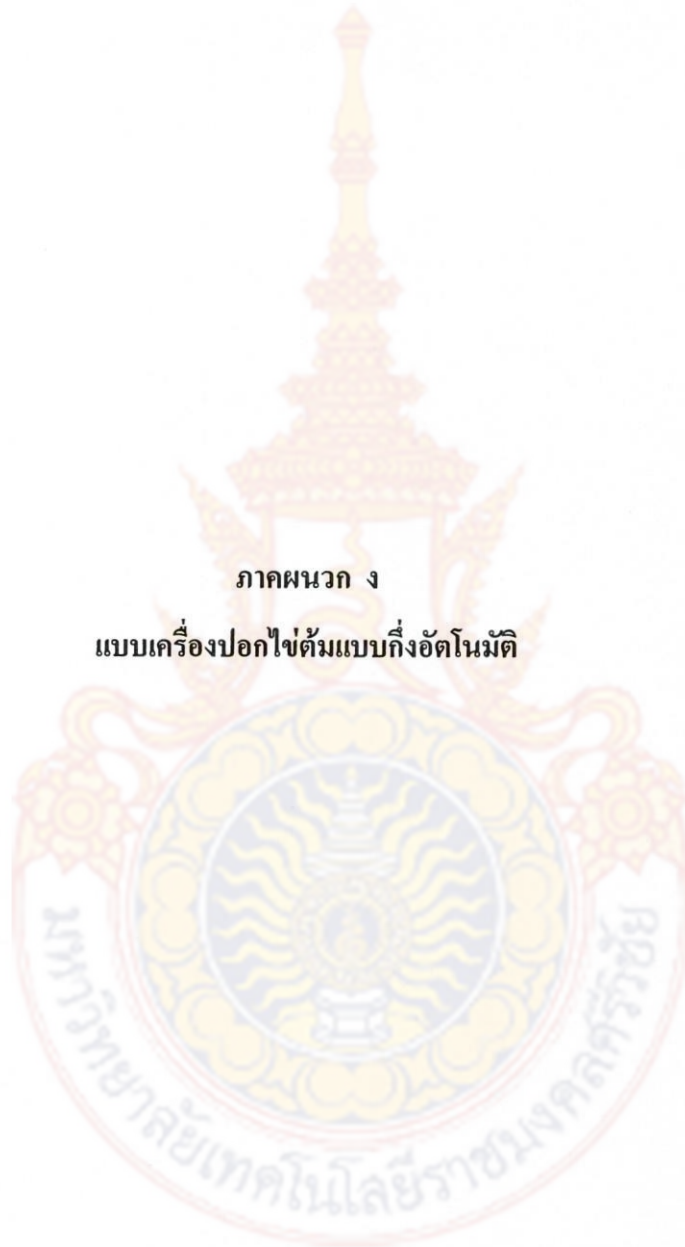 ภาคผนวก ง
แบบเครื่องปอกไข่ต้มแบบกึ่งอัตโนมัติ
มหาวิทยาลัยเทคโนโลยีราชมงคลศรีวิชัย